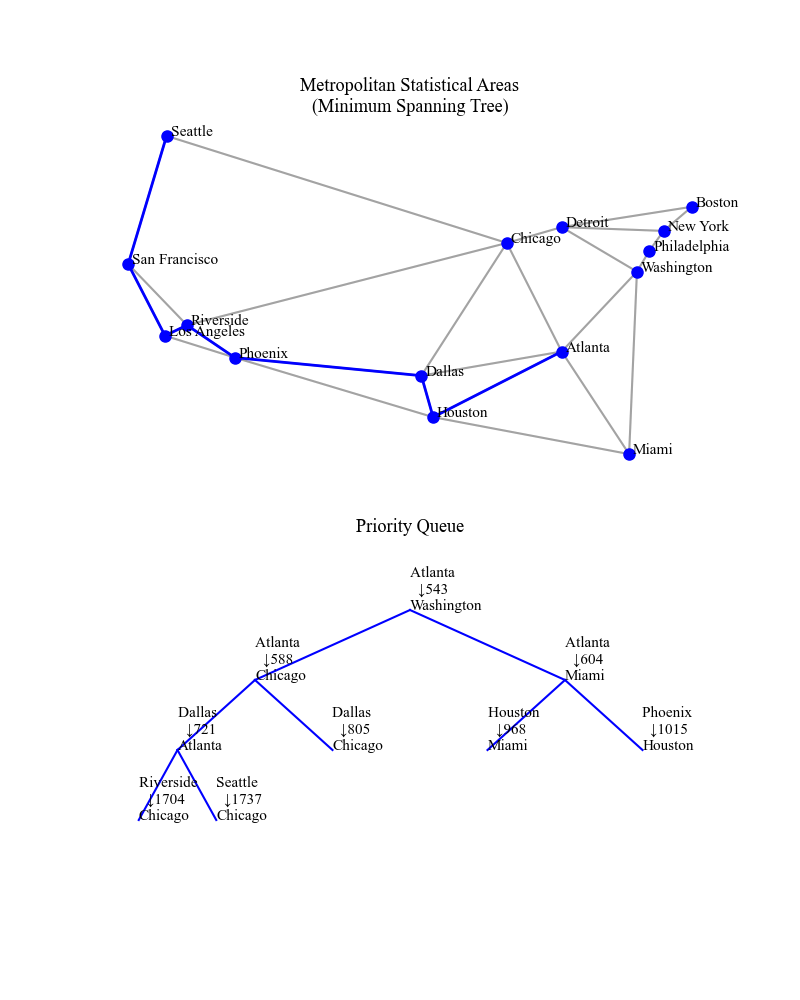 Metropolitan Statistical Areas
(Minimum Spanning Tree)
Seattle
Boston
Detroit
New York
Chicago
Philadelphia
San Francisco
Washington
Riverside
Los Angeles
Atlanta
Phoenix
Dallas
Houston
Miami
Priority Queue
Atlanta
↓543
Washington
Atlanta
↓588
Chicago
Atlanta
↓604
Miami
Dallas
↓721
Atlanta
Dallas
↓805
Chicago
Houston
↓968
Miami
Phoenix
↓1015
Houston
Riverside
↓1704
Chicago
Seattle
↓1737
Chicago